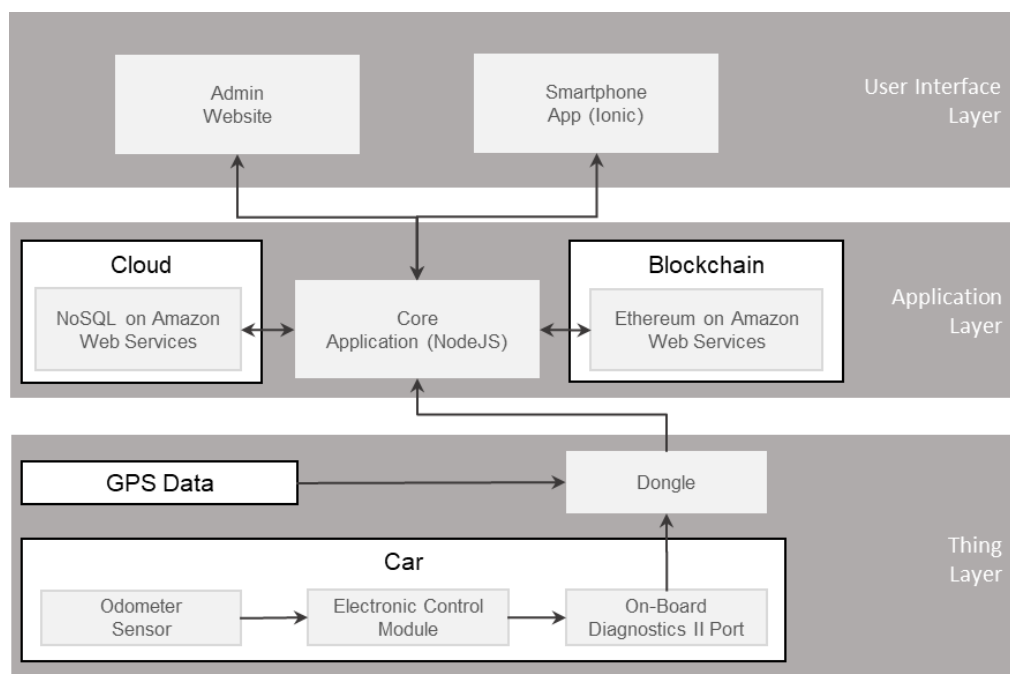 Admin
Website
Smartphone
App (Ionic)
User Interface
Layer
Cloud
NoSQL on Amazon
Web Services
Core
Application (NodeJS)
Blockchain
Ethereum on Amazon
Web Services
Application
Layer
GPS Data
Dongle
Car
Odometer
Sensor
Electronic Control
Module
On-Board
Diagnostics II Port
Thing
Layer